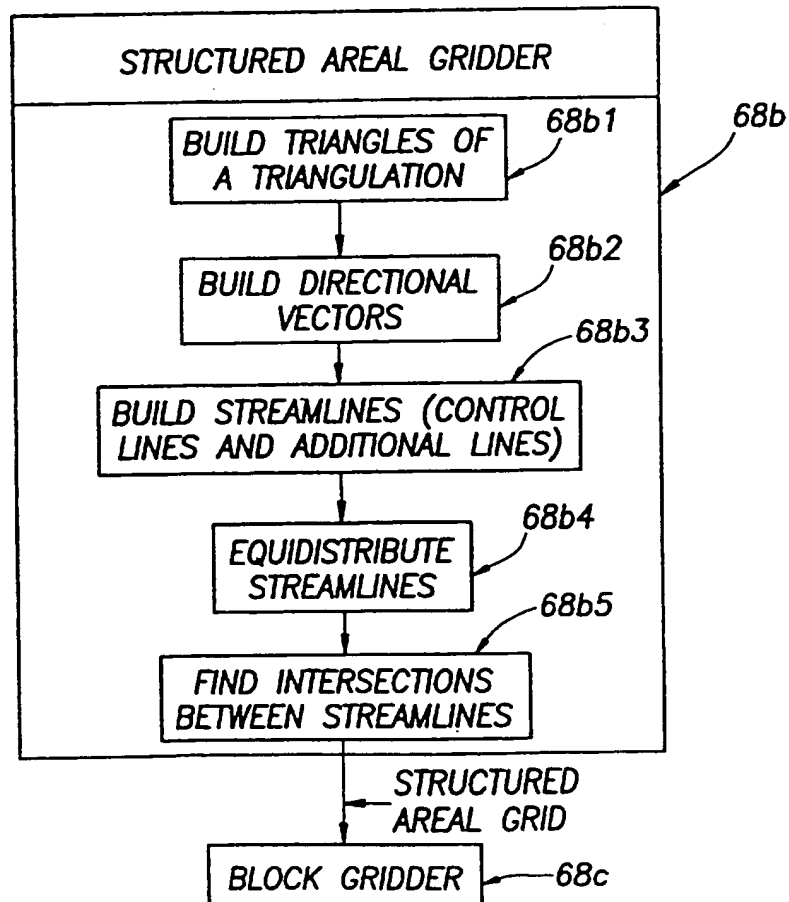 STRUCTURED AREAL GRIDDER
68b
BUILD TRIANGLES OF
A TRIANGULATION
68b1
BUILD DIRECTIONAL
VECTORS
68b2
BUILD STREAMLINES (CONTROL
LINES AND ADDITIONAL LINES)
68b3
EQUIDISTRIBUTE
STREAMLINES
68b4
FIND INTERSECTIONS
BETWEEN STREAMLINES
68b5
STRUCTURED
AREAL GRID
BLOCK GRIDDER
68c